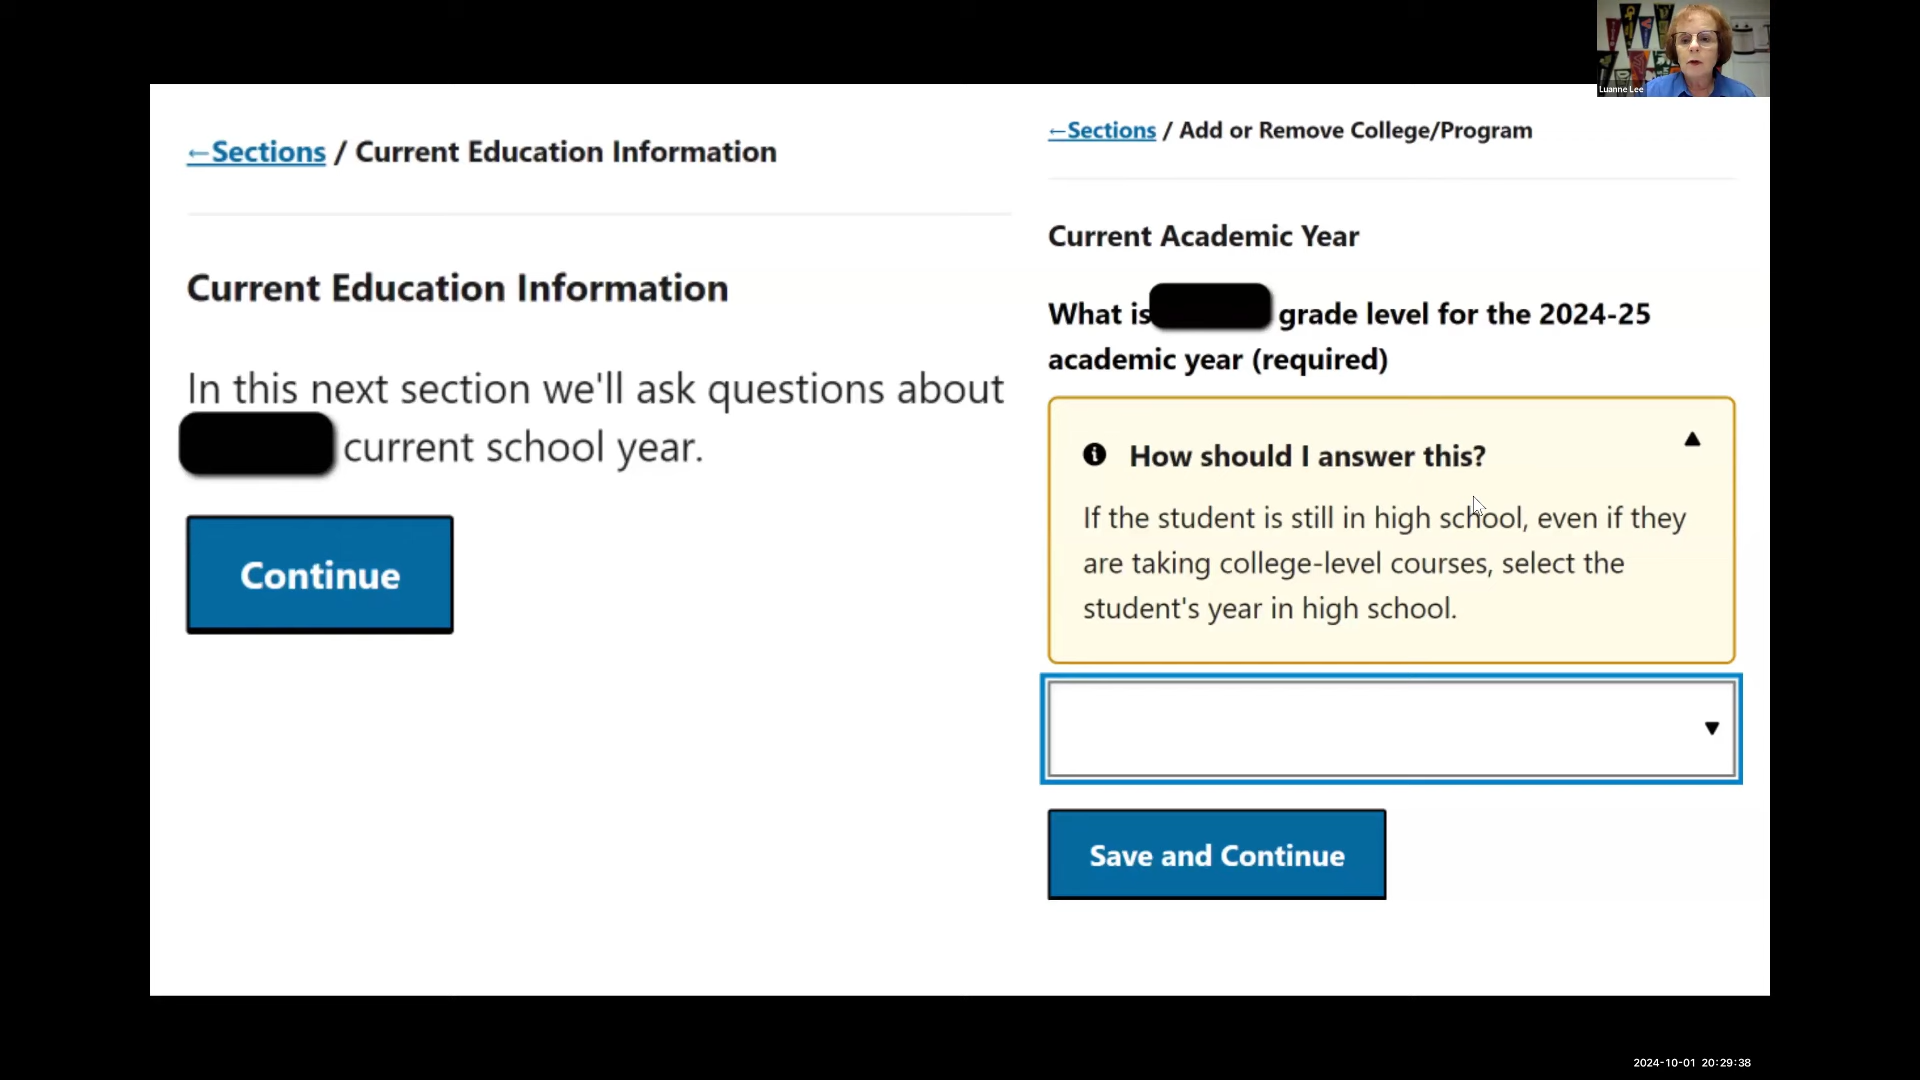 Luanne Lee
←Sections / Current Education Information
Current Education Information
In this next section we'll ask questions about
current school year.
Continue
←Sections / Add or Remove College/Program
Current Academic Year
What is grade level for the 2024-25
academic year (required)
How should I answer this?
If the student is still in high school, even if they
are taking college-level courses, select the
student's year in high school.
Save and Continue
2024-10-01 20:29:38